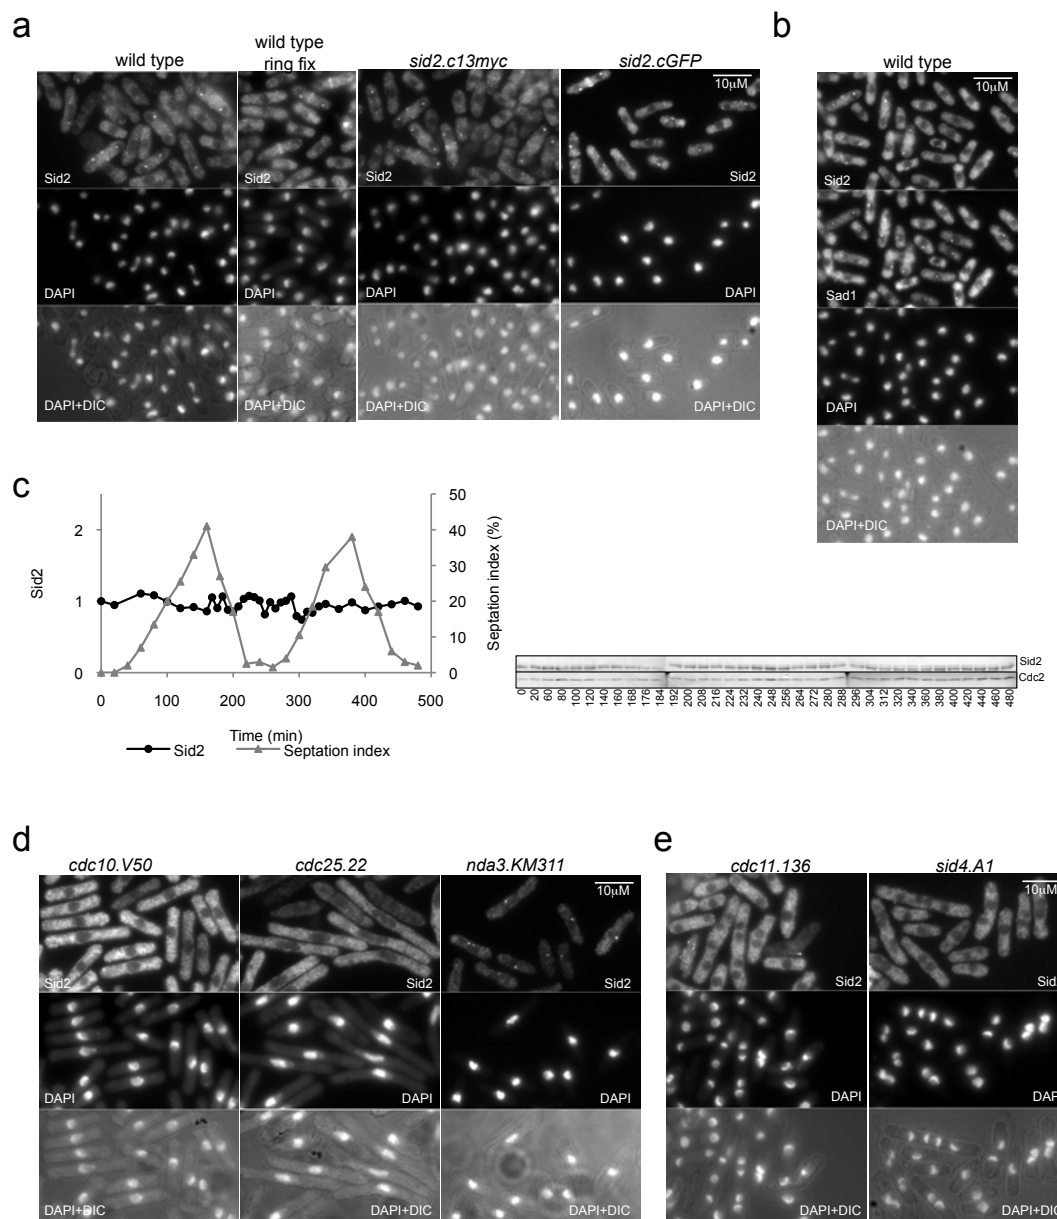 a
wild type
wild type
ring fix
sid2.c13myc
sid2.cGFP
10µM
Sid2
Sid2
Sid2
Sid2
DAPI
DAPI
DAPI
DAPI
DAPI+DIC
DAPI+DIC
DAPI+DIC
DAPI+DIC
b
wild type
10µM
Sid2
Sad1
DAPI
DAPI+DIC
c
Sid2
2
1
0
50
40
30
20
10
0
Septation index (%)
0 100 200 300 400 500
Time (min)
Sid2 Septation index
Sid2
Cdc2
0 20 60 80 100 120 140 160 168 176 184 192 200 208 216 224 232 240 248 256 264 272 280 288 296 304 312 320 340 360 380 400 420 440 460 480
d
cdc10.V50
cdc25.22
nda3.KM311
10µM
Sid2
Sid2
Sid2
DAPI
DAPI
DAPI
DAPI+DIC
DAPI+DIC
DAPI+DIC
e
cdc11.136
sid4.A1
10µM
Sid2
Sid2
DAPI
DAPI
DAPI+DIC
DAPI+DIC